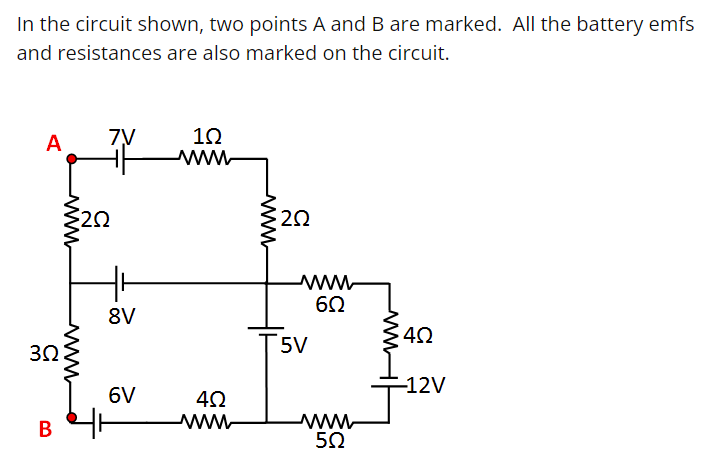 In the circuit shown, two points A and B are marked.  All the battery emfs
and resistances are also marked on the circuit.
A
7V
1Ω
2Ω
2Ω
8V
6Ω
5V
4Ω
3Ω
12V
6V
4Ω
B
5Ω